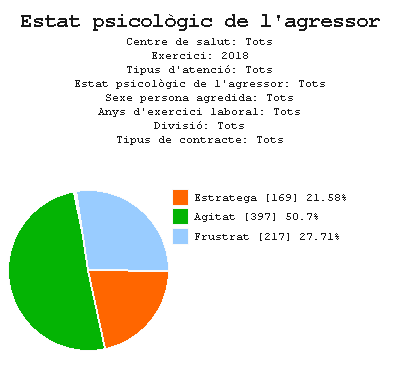 Estat psicològic de l'agressor
Centre de salut: Tots
Exercici: 2018
Tipus d'atenció: Tots
Estat psicològic de l'agressor: Tots
Sexe persona agredida: Tots
Anys d'exercici laboral: Tots
Divisió: Tots
Tipus de contracte: Tots
Estratega [169] 21.58%
Agitat [397] 50.7%
Frustrat [217] 27.71%